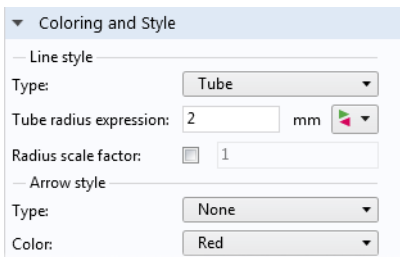 Coloring and Style
Line style
Type: Tube
Tube radius expression: 2 mm
Radius scale factor: 1
Arrow style
Type: None
Color: Red